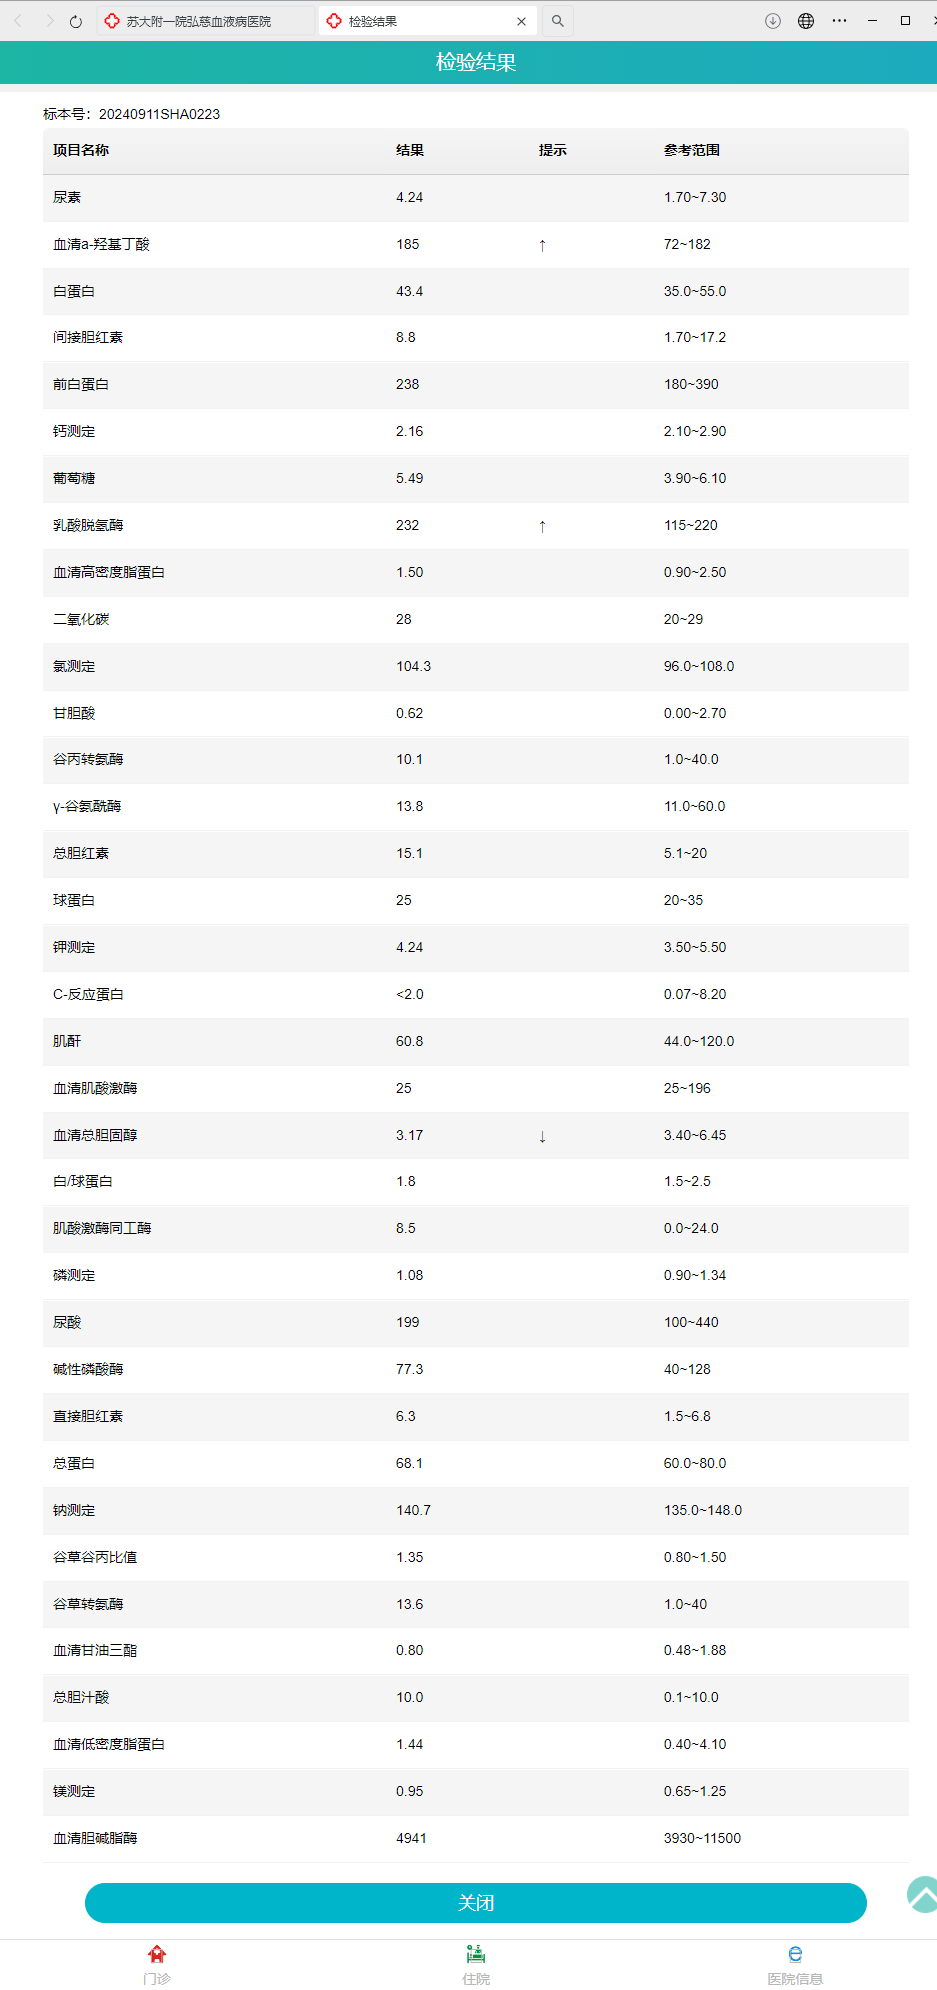 苏大附一院弘慈血液病医院 检验结果
检验结果
标本号：20240911SHA0223
项目名称 结果 提示 参考范围
尿素 4.24 1.70~7.30
血清a-羟基丁酸 185 ↑ 72~182
白蛋白 43.4 35.0~55.0
间接胆红素 8.8 1.70~17.2
前白蛋白 238 180~390
钙测定 2.16 2.10~2.90
葡萄糖 5.49 3.90~6.10
乳酸脱氢酶 232 ↑ 115~220
血清高密度脂蛋白 1.50 0.90~2.50
二氧化碳 28 20~29
氯测定 104.3 96.0~108.0
甘胆酸 0.62 0.00~2.70
谷丙转氨酶 10.1 1.0~40.0
γ-谷氨酰酶 13.8 11.0~60.0
总胆红素 15.1 5.1~20
球蛋白 25 20~35
钾测定 4.24 3.50~5.50
C-反应蛋白 <2.0 0.07~8.20
肌酐 60.8 44.0~120.0
血清肌酸激酶 25 25~196
血清总胆固醇 3.17 ↓ 3.40~6.45
白/球蛋白 1.8 1.5~2.5
肌酸激酶同工酶 8.5 0.0~24.0
磷测定 1.08 0.90~1.34
尿酸 199 100~440
碱性磷酸酶 77.3 40~128
直接胆红素 6.3 1.5~6.8
总蛋白 68.1 60.0~80.0
钠测定 140.7 135.0~148.0
谷草谷丙比值 1.35 0.80~1.50
谷草转氨酶 13.6 1.0~40
血清甘油三酯 0.80 0.48~1.88
总胆汁酸 10.0 0.1~10.0
血清低密度脂蛋白 1.44 0.40~4.10
镁测定 0.95 0.65~1.25
血清胆碱脂酶 4941 3930~11500
关闭
门诊 住院 医院信息